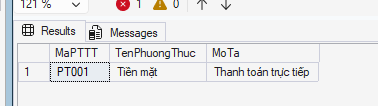 121 % 1 0
Results Messages
MaPTTT TenPhuongThuc MoTa
1 PT001 Tiền mặt Thanh toán trực tiếp